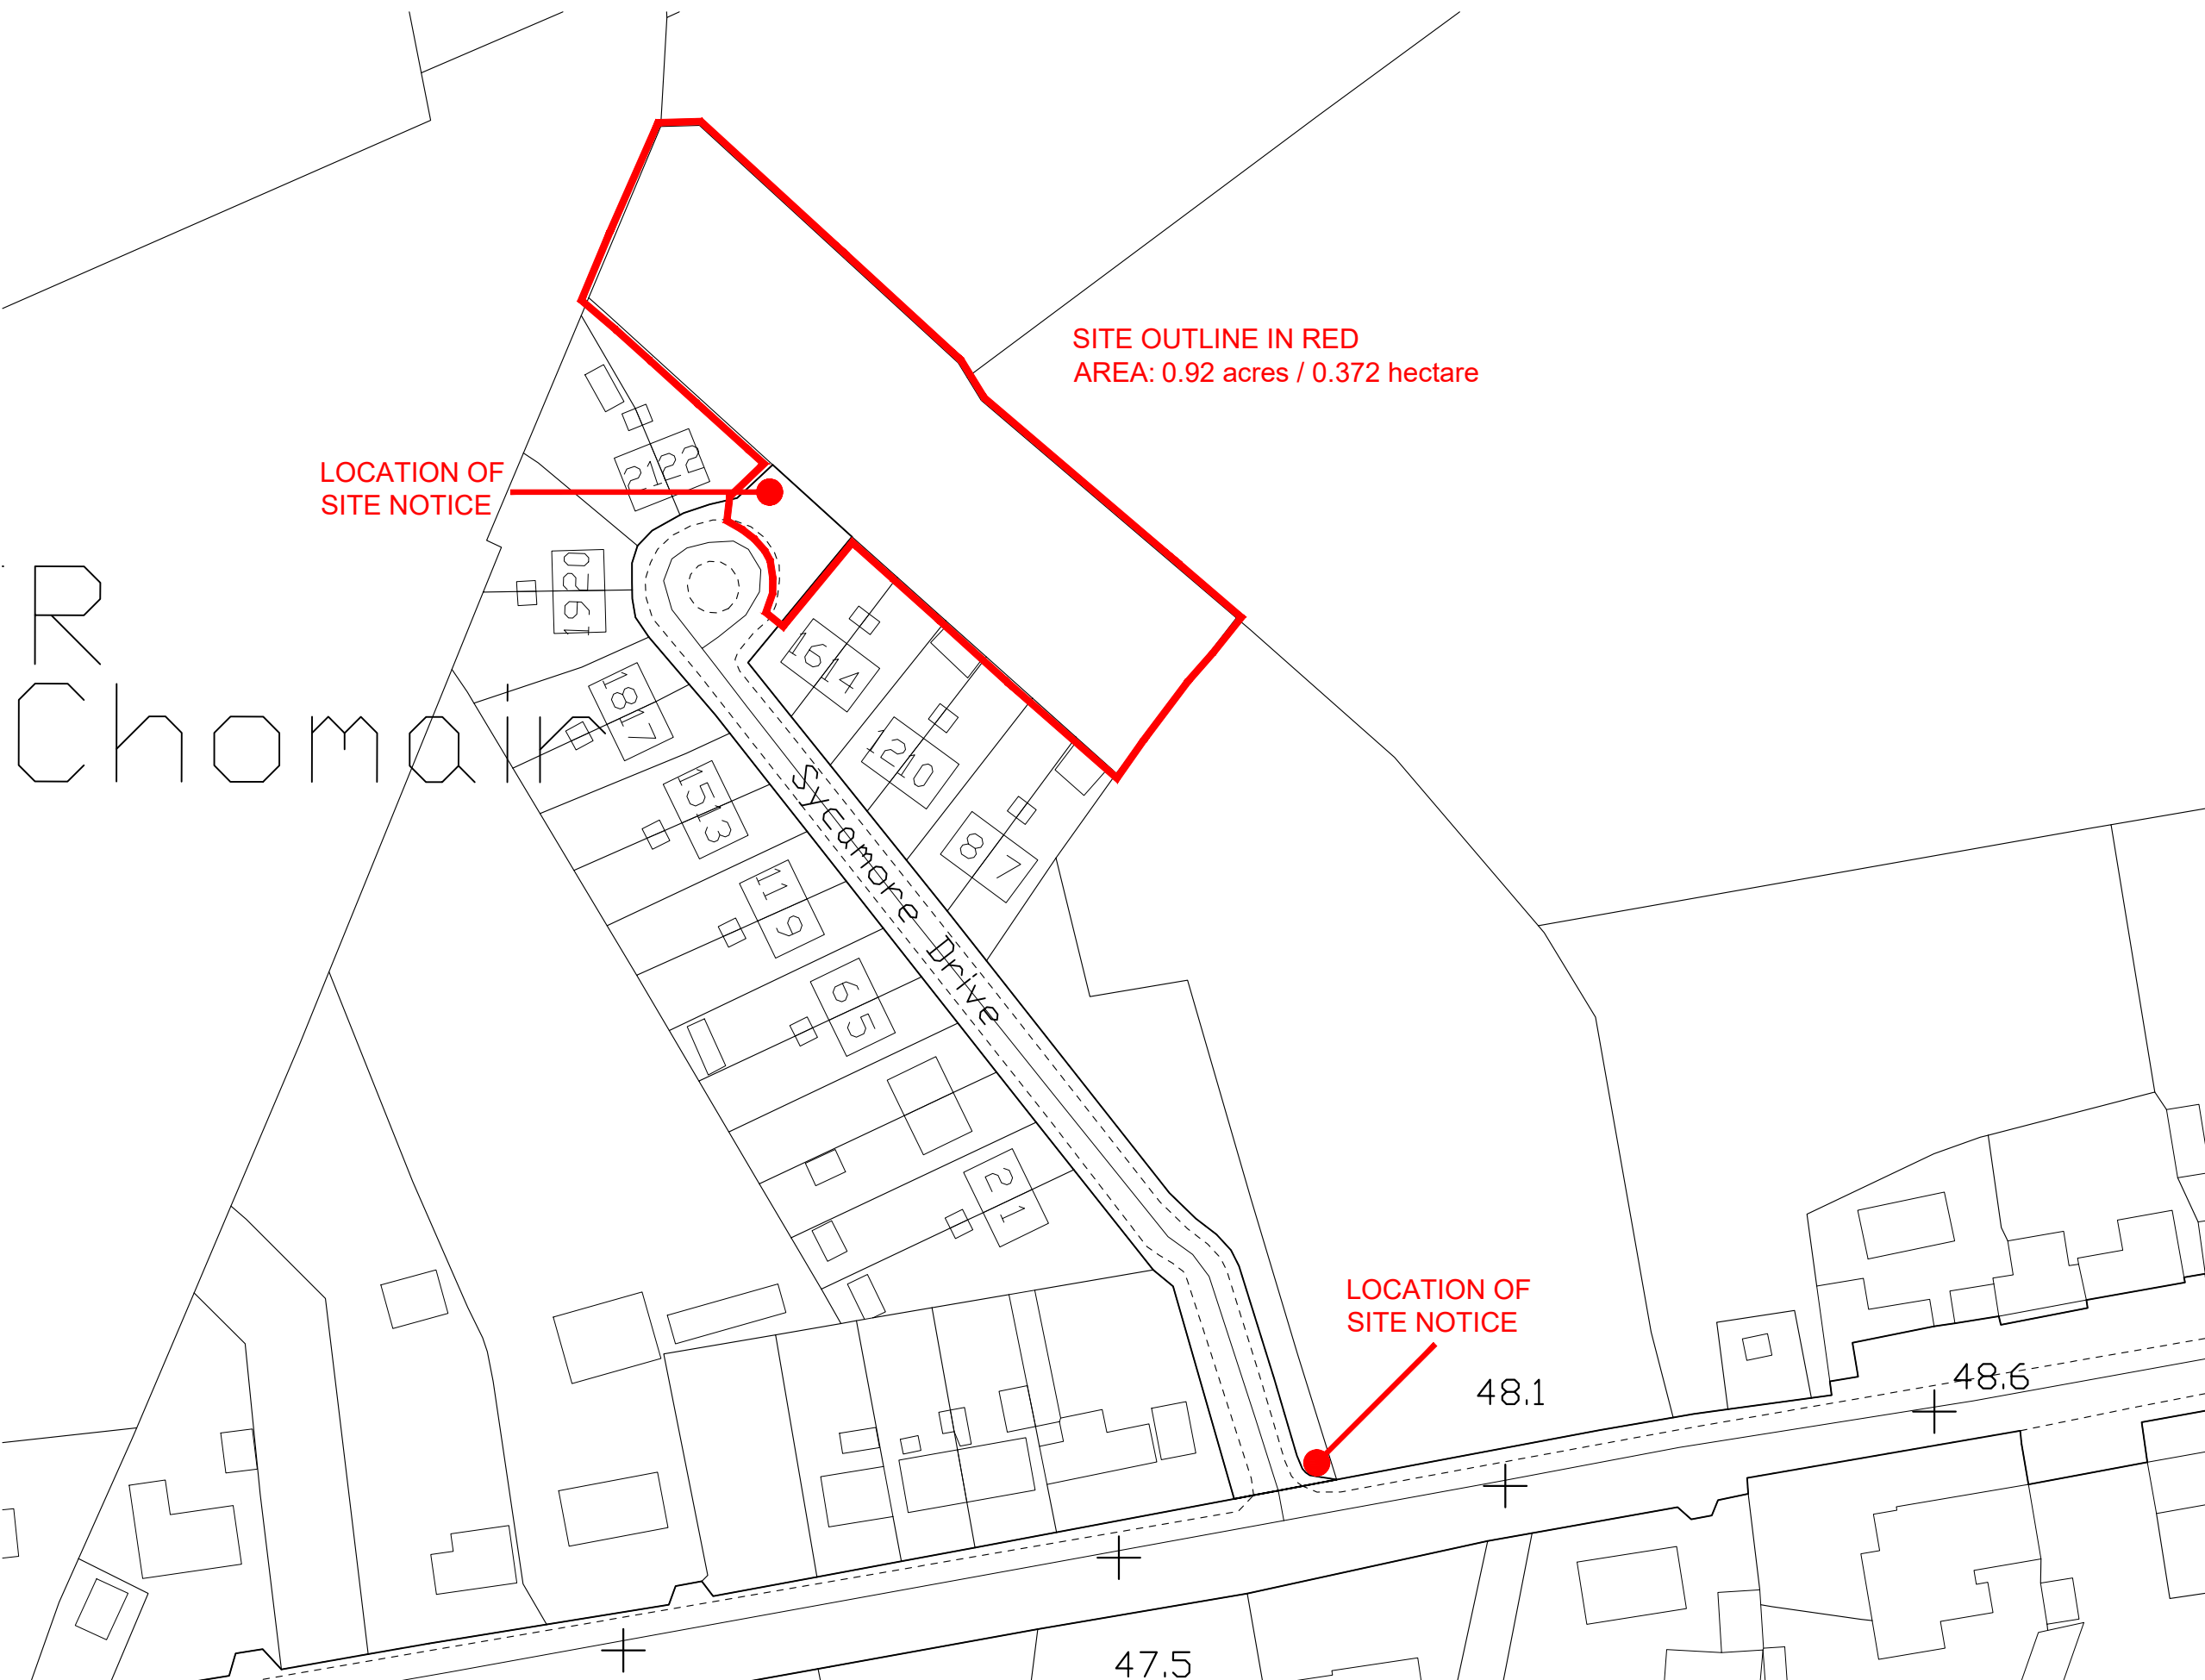 SITE OUTLINE IN RED
AREA: 0.92 acres / 0.372 hectare
LOCATION OF
SITE NOTICE
21
22
20
19
R
Chomair
16
14
18
17
12
10
15
13
Sycamore Drive
8
7
11
9
6
5
2
1
LOCATION OF
SITE NOTICE
48.1
48.6
47.5